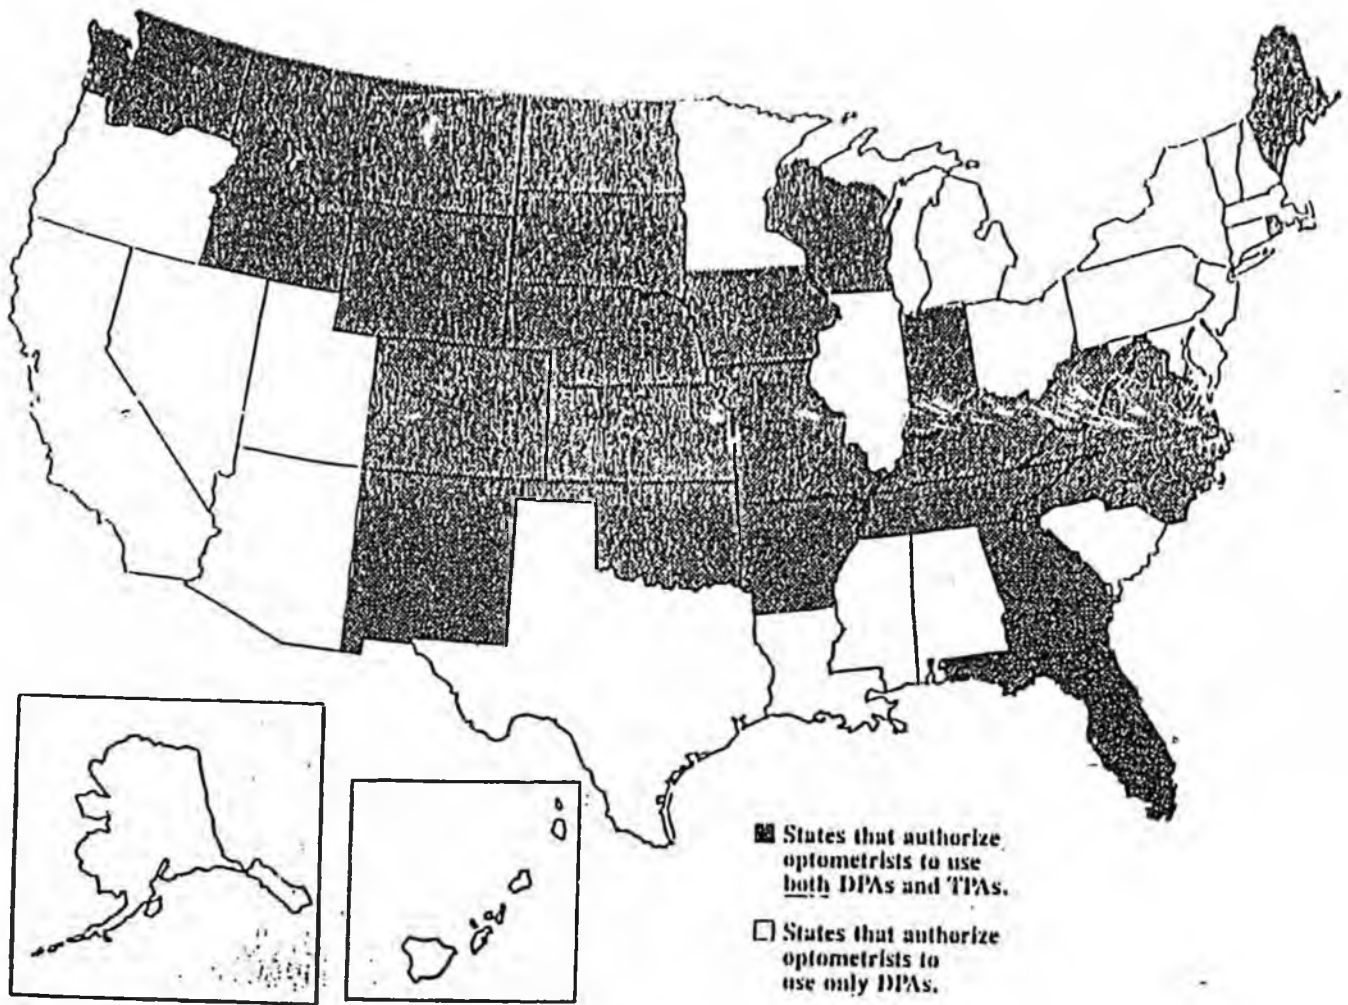 States that authorize
optometrists to use
both DPAs and TPAs.
States that authorize
optometrists to
use only DPAs.